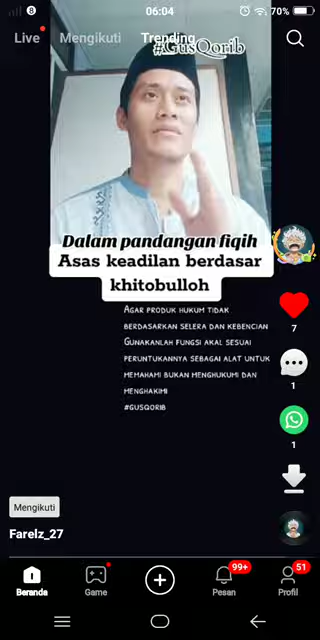 8
06:04
70%
Live
Mengikuti
Trending
#GusQorib
Dalam pandangan fiqih
Asas keadilan berdasar
khitobulloh
AGAR PRODUK HUKUM TIDAK
BERDASARKAN SELERA DAN KEBENCIAN
GUNAKANLAH FUNGSI AKAL SESUAI
PERUNTUKANNYA SEBAGAI ALAT UNTUK
MEMAHAMI BUKAN MENGHUKUMI DAN
MENGHAKIMI
#GUSQORIB
7
1
1
Mengikuti
Farelz_27
Beranda
Game
99+
Pesan
51
Profil